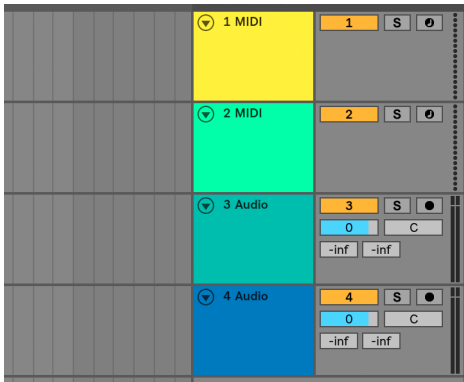 1 MIDI 1 S
2 MIDI 2 S
3 Audio 3 S
0 C
-inf -inf
4 Audio 4 S
0 C
-inf -inf